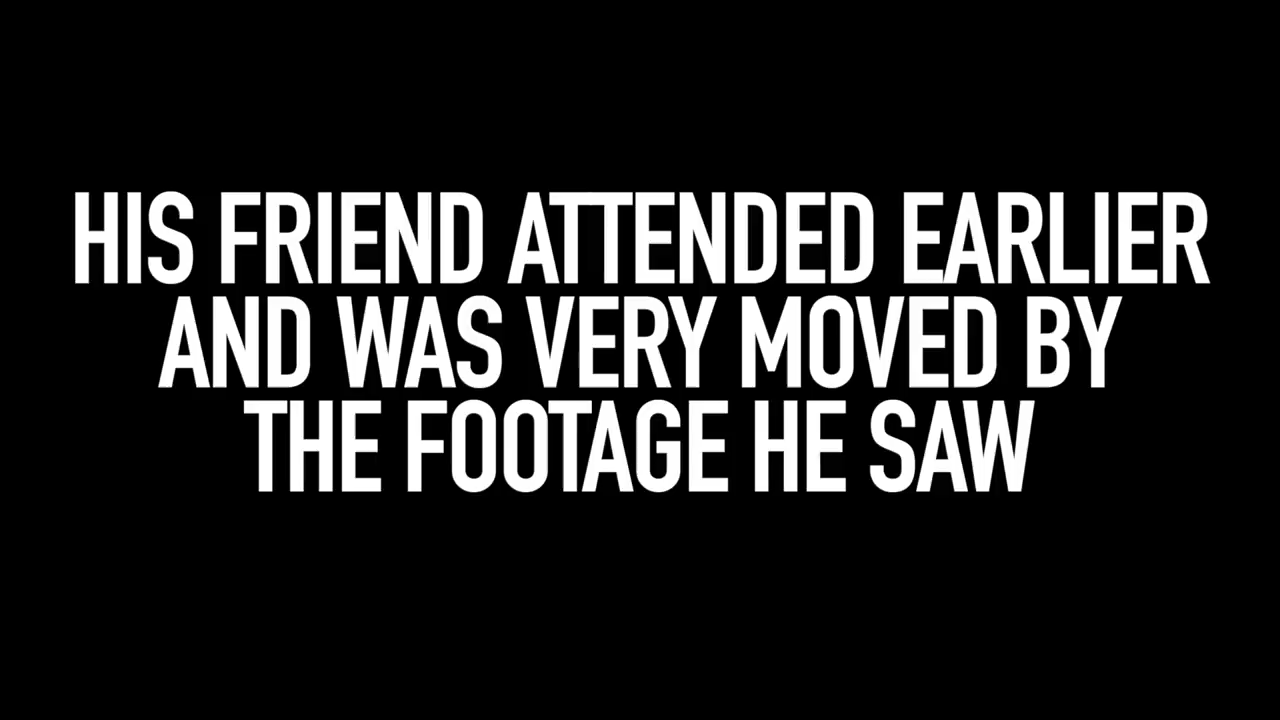 HIS FRIEND ATTENDED EARLIER
AND WAS VERY MOVED BY
THE FOOTAGE HE SAW